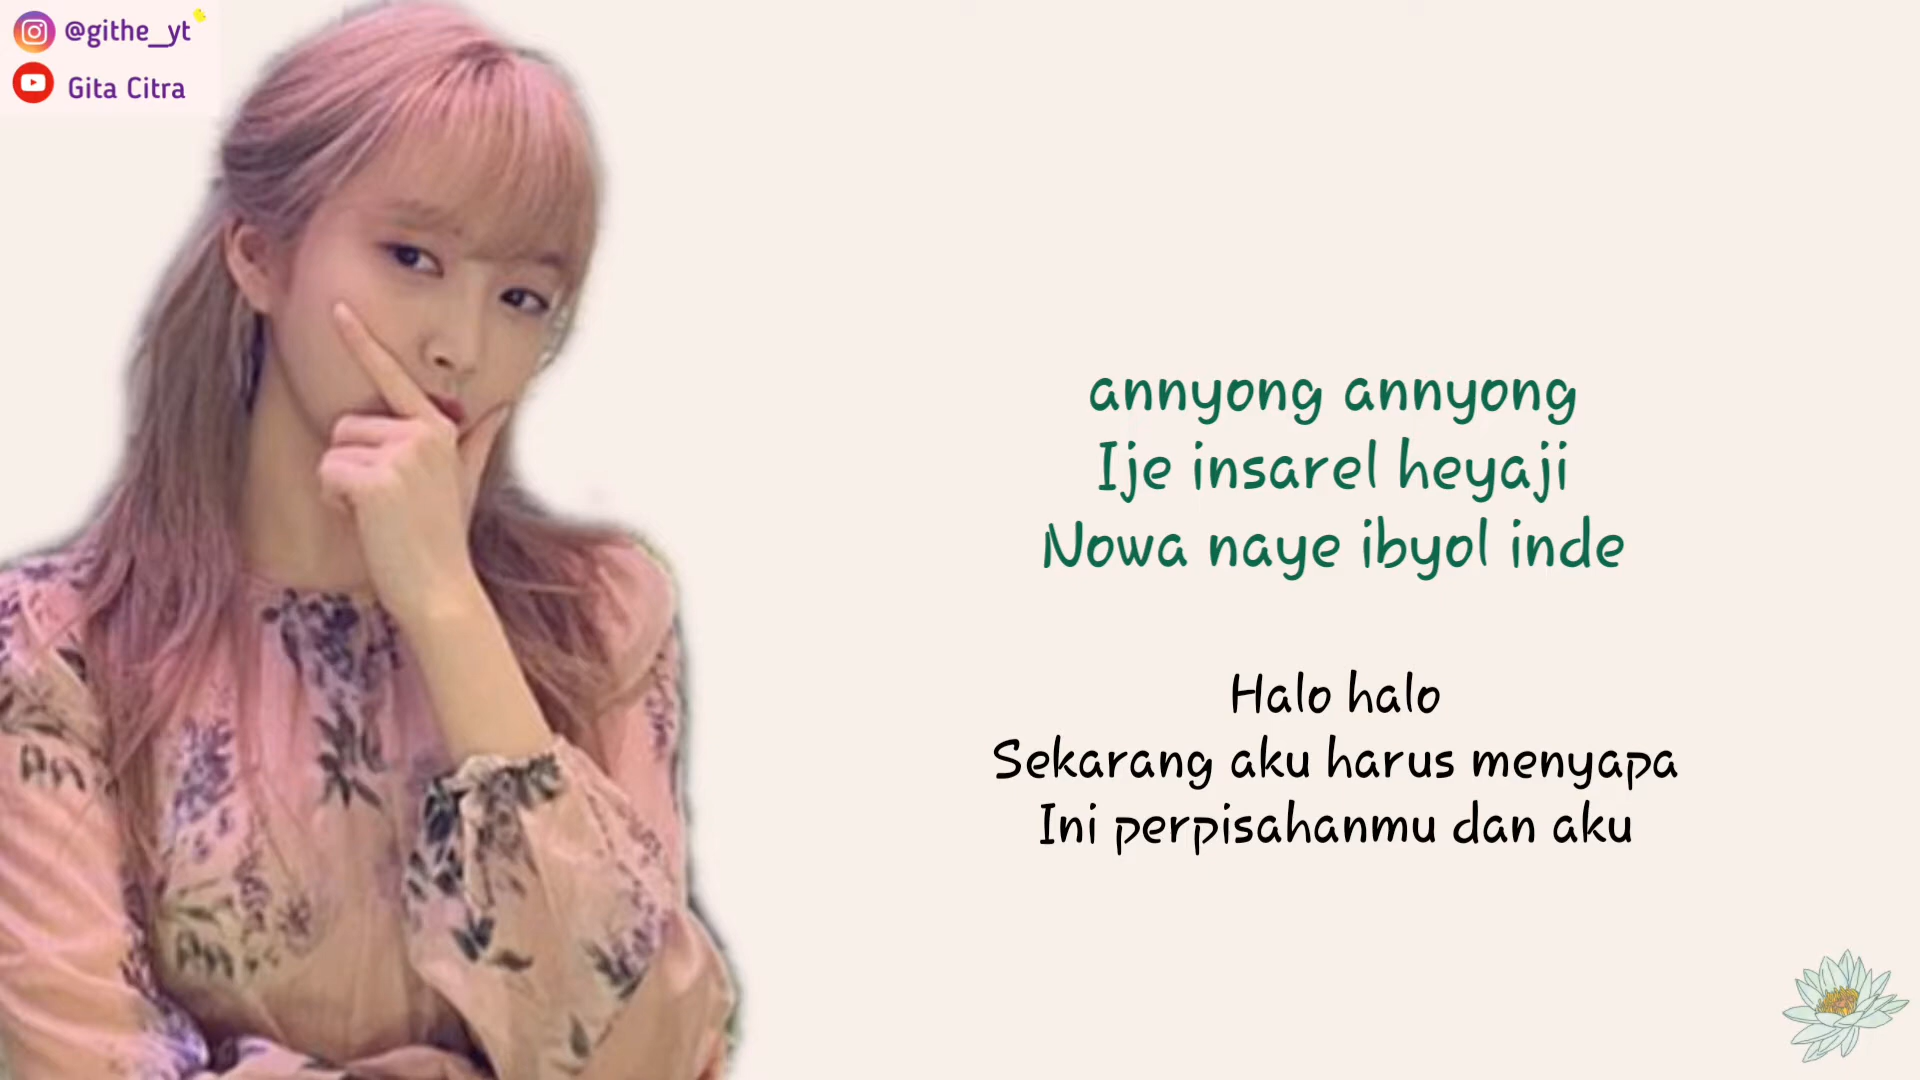 @githe_yt
Gita Citra
annyong annyong
Ije insarel heyaji
Nowa naye ibyol inde
Halo halo
Sekarang aku harus menyapa
Ini perpisahanmu dan aku